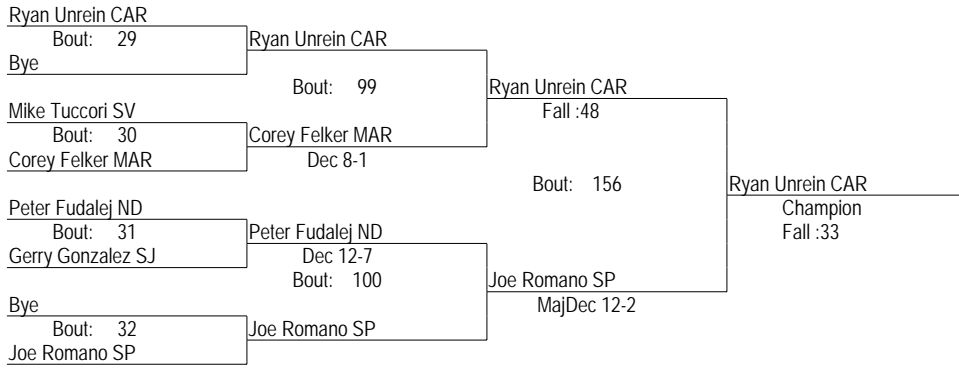 Ryan Unrein CAR
Bout: 29
Bye
Ryan Unrein CAR
Bout: 99
Mike Tuccori SV
Bout: 30
Corey Felker MAR
Corey Felker MAR
Dec 8-1
Ryan Unrein CAR
Fall :48
Bout: 156
Peter Fudalej ND
Bout: 31
Gerry Gonzalez SJ
Peter Fudalej ND
Dec 12-7
Bout: 100
Bye
Bout: 32
Joe Romano SP
Joe Romano SP
Joe Romano SP
MajDec 12-2
Ryan Unrein CAR
Champion
Fall :33